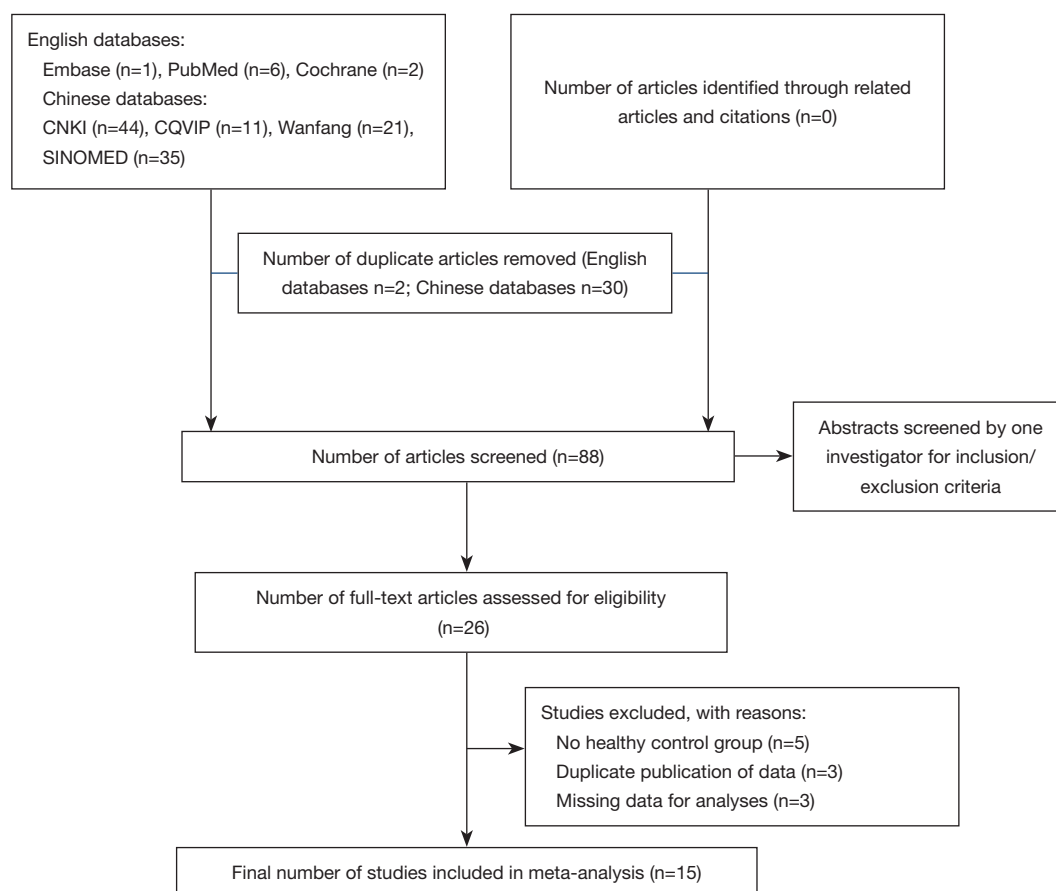 English databases:
Embase (n=1), PubMed (n=6), Cochrane (n=2)
Chinese databases:
CNKI (n=44), CQVIP (n=11), Wanfang (n=21),
SINOMED (n=35)
Number of articles identified through related
articles and citations (n=0)
Number of duplicate articles removed (English
databases n=2; Chinese databases n=30)
Number of articles screened (n=88)
Abstracts screened by one
investigator for inclusion/
exclusion criteria
Number of full-text articles assessed for eligibility
(n=26)
Studies excluded, with reasons:
No healthy control group (n=5)
Duplicate publication of data (n=3)
Missing data for analyses (n=3)
Final number of studies included in meta-analysis (n=15)